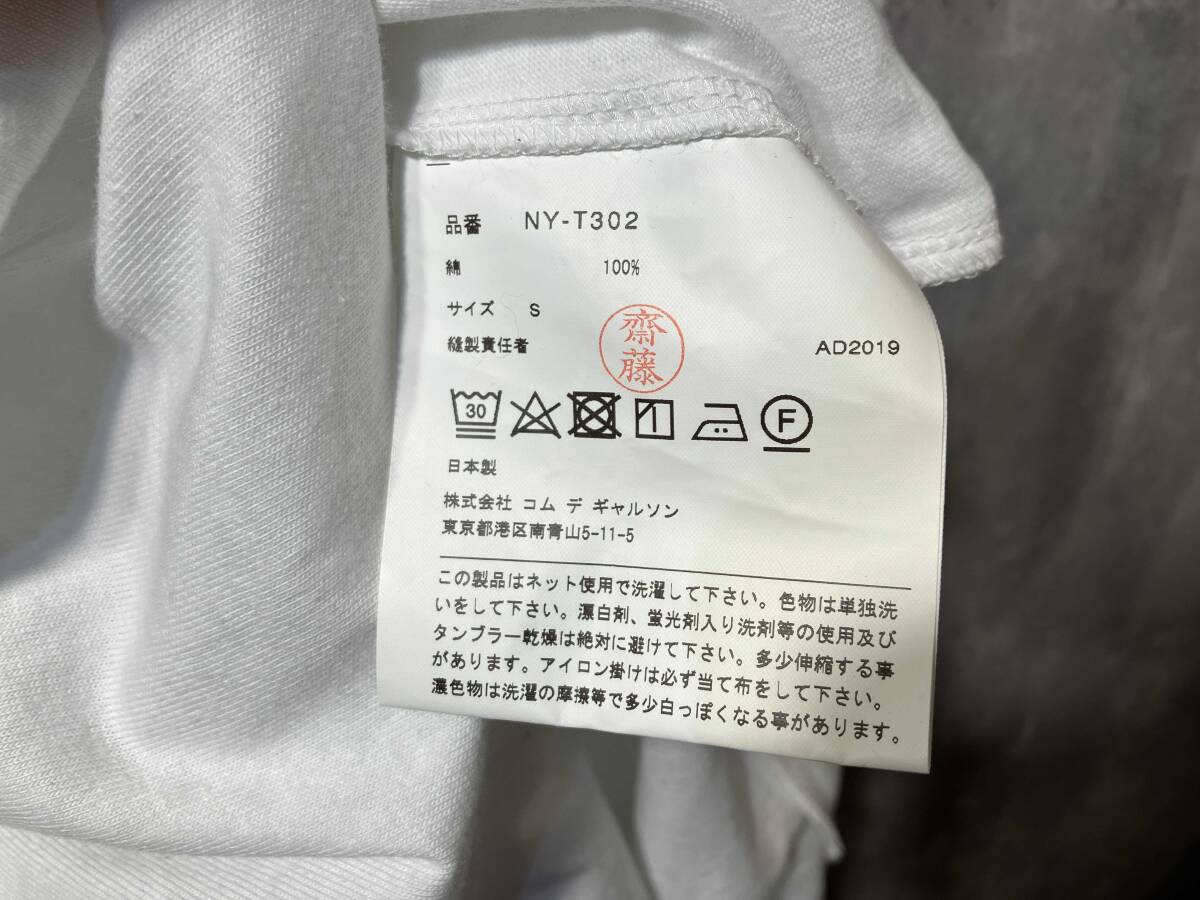 品番 NY-T302
綿 100%
サイズ S
縫製責任者 齋藤 AD2019
30 F
日本製
株式会社 コム デ ギャルソン
東京都港区南青山5-11-5
この製品はネット使用で洗濯して下さい。色物は単独洗
いをして下さい。漂白剤、蛍光剤入り洗剤等の使用及び
タンブラー乾燥は絶対に避けて下さい。多少伸縮する事
があります。アイロン掛けは必ず当て布をして下さい。
濃色物は洗濯の摩擦等で多少白っぽくなる事があります。